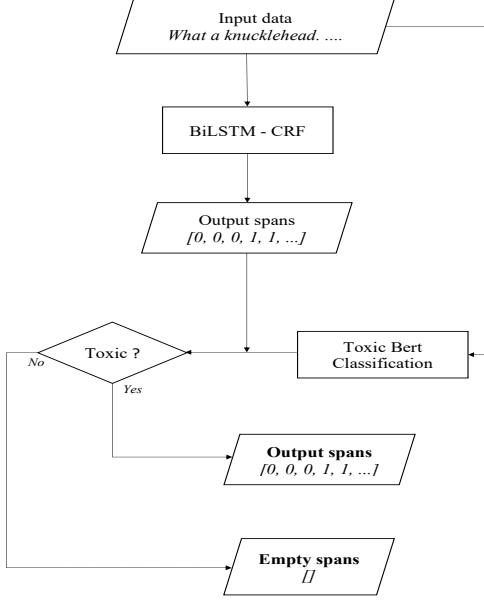 Input data
What a knucklehead. ....
BiLSTM - CRF
Output spans
[0, 0, 0, 1, 1, ...]
Toxic ?
Toxic Bert
Classification
No
Yes
Output spans
[0, 0, 0, 1, 1, ...]
Empty spans
[]